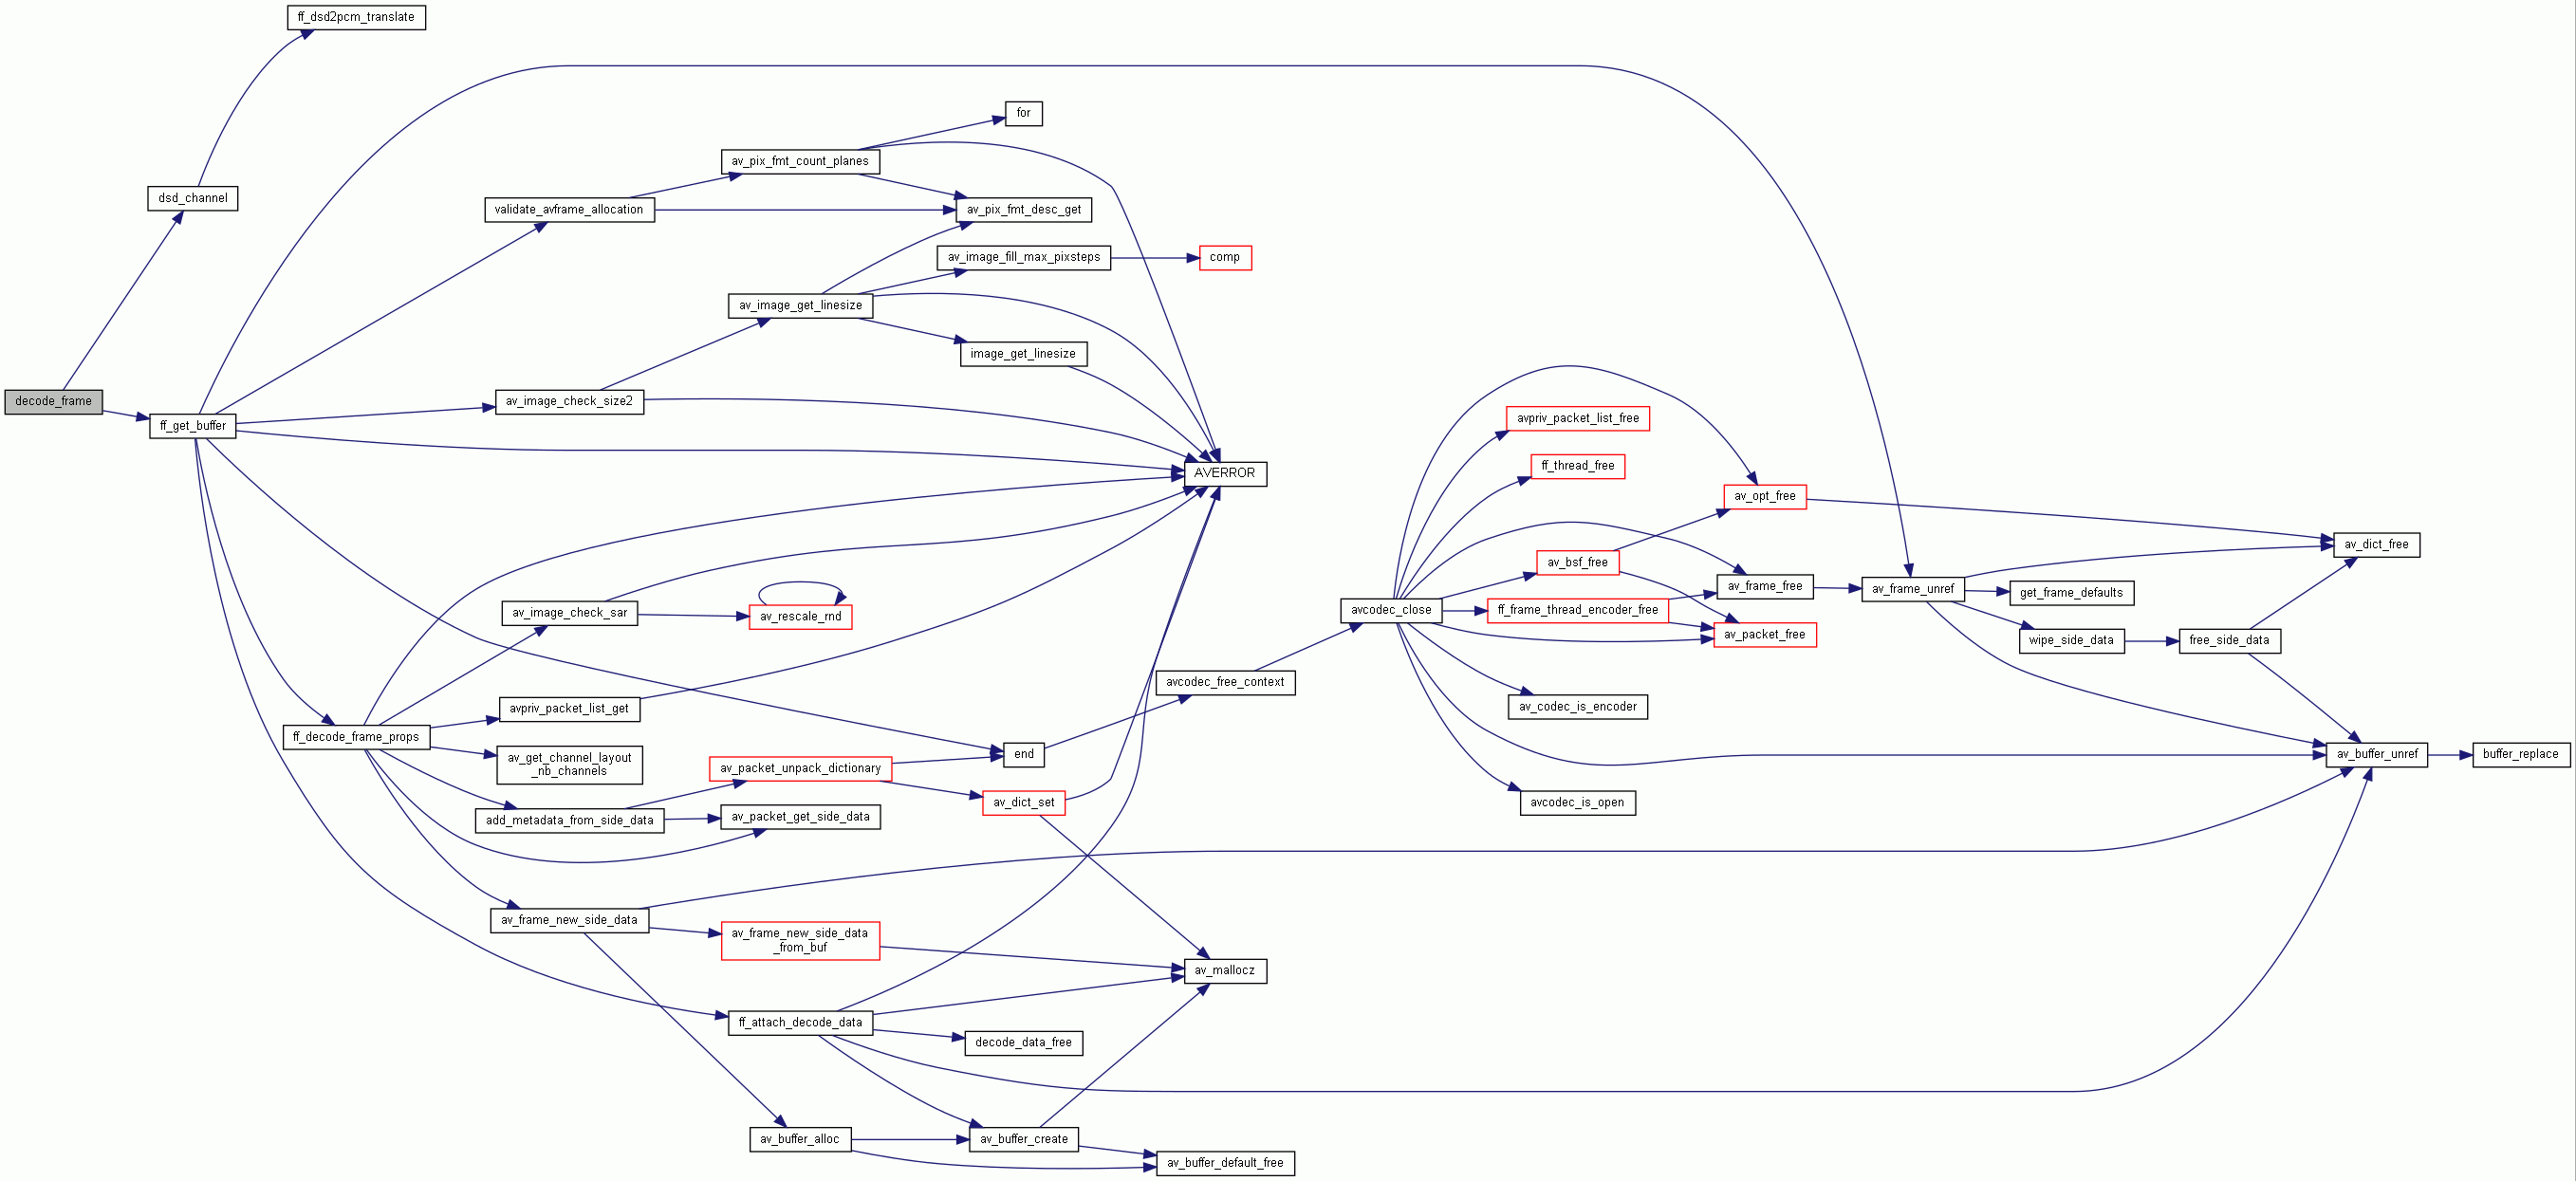 ff_dsd2pcm_translate
for
av_pix_fmt_count_planes
dsd_channel
validate_avframe_allocation
av_pix_fmt_desc_get
av_image_fill_max_pixsteps
comp
av_image_get_linesize
image_get_linesize
decode_frame
av_image_check_size2
ff_get_buffer
avpriv_packet_list_free
ff_thread_free
AVERROR
av_opt_free
av_dict_free
av_bsf_free
av_frame_free
av_frame_unref
get_frame_defaults
av_image_check_sar
av_rescale_rnd
avcodec_close
ff_frame_thread_encoder_free
av_packet_free
wipe_side_data
free_side_data
avcodec_free_context
avpriv_packet_list_get
av_codec_is_encoder
ff_decode_frame_props
av_get_channel_layout
_nb_channels
end
av_buffer_unref
buffer_replace
av_packet_unpack_dictionary
av_dict_set
avcodec_is_open
add_metadata_from_side_data
av_packet_get_side_data
av_frame_new_side_data
av_frame_new_side_data
_from_buf
av_mallocz
ff_attach_decode_data
decode_data_free
av_buffer_alloc
av_buffer_create
av_buffer_default_free